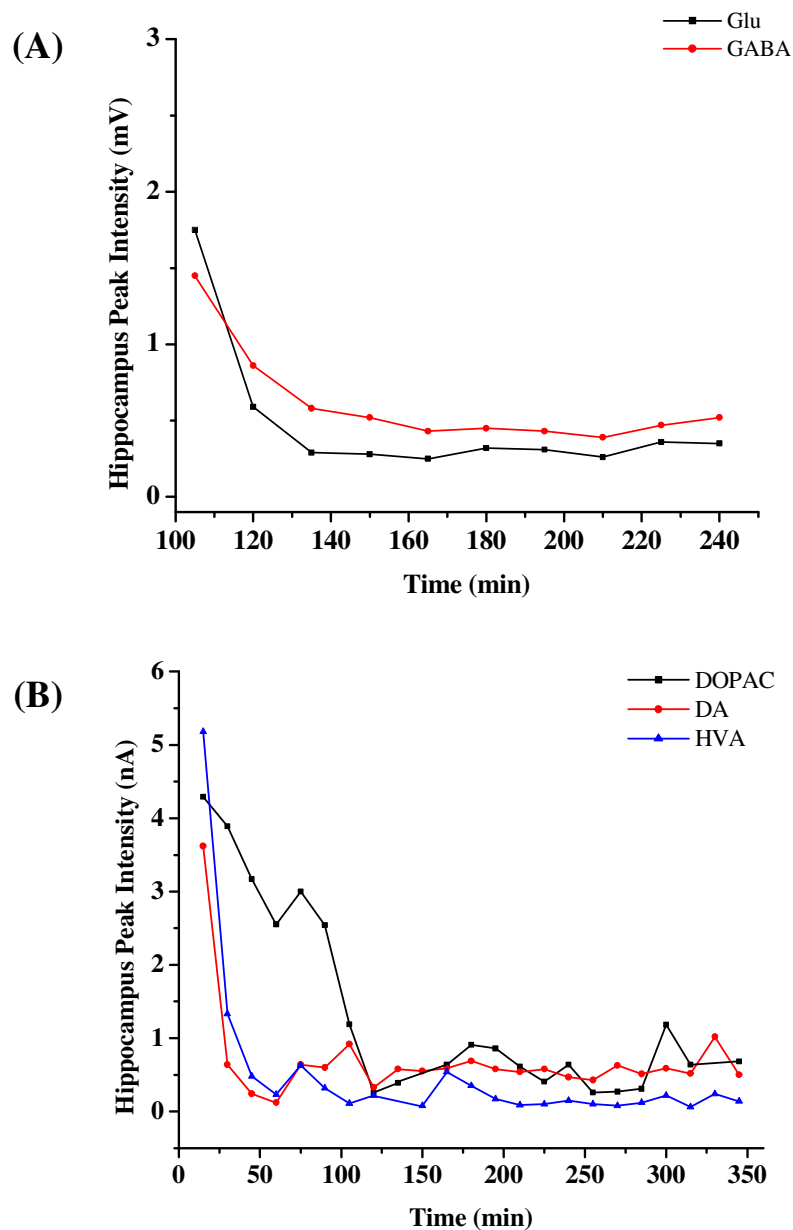 (A)
Glu
GABA
Hippocampus Peak Intensity (mV)
3
2
1
0
100 120 140 160 180 200 220 240
Time (min)
(B)
DOPAC
DA
HVA
Hippocampus Peak Intensity (nA)
6
5
4
3
2
1
0
0 50 100 150 200 250 300 350
Time (min)